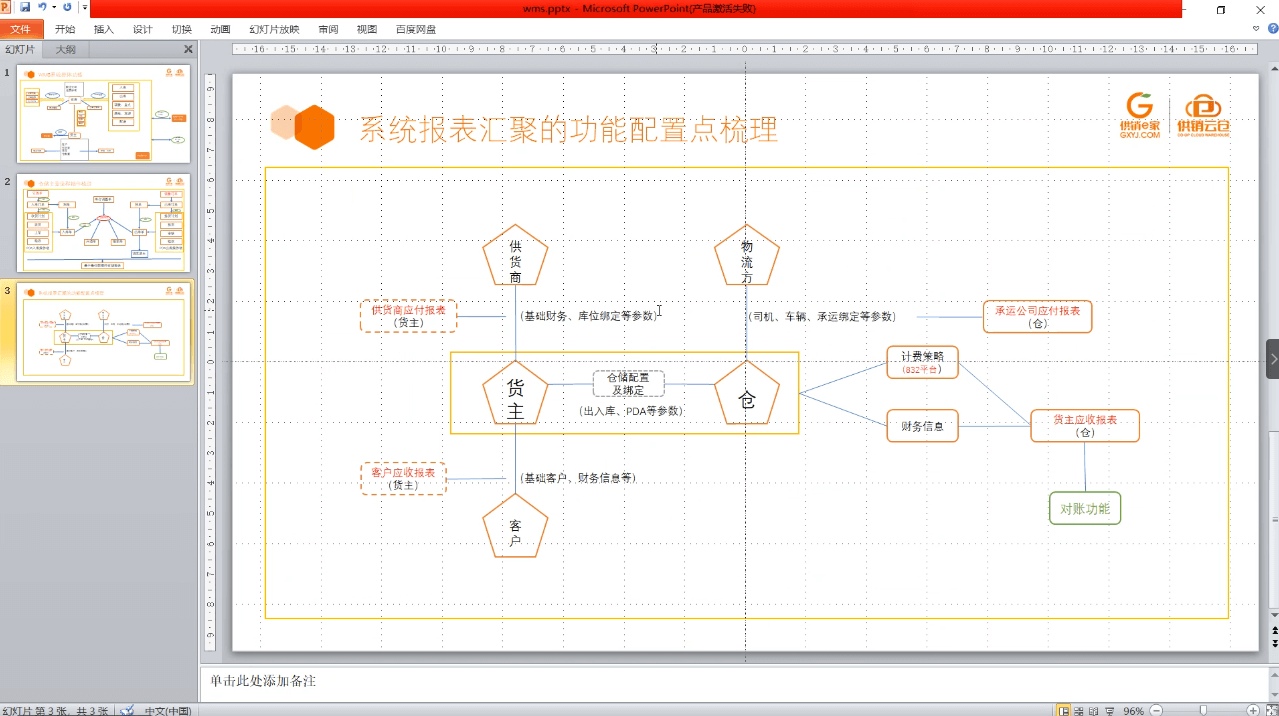 wms.pptx - Microsoft PowerPoint(产品激活失败)
文件 开始 插入 设计 切换 动画 幻灯片放映 审阅 视图 百度网盘
幻灯片 大纲
1
2
3
系统报表汇聚的功能配置点梳理
供销e家
GXYJ.COM
供销云仓
CO-OP CLOUD WAREHOUSE
供
货
商
物
流
方
供货商应付报表
(货主)
(基础财务、库位绑定等参数)
(司机、车辆、承运绑定等参数)
承运公司应付报表
(仓)
货
主
仓储配置
及绑定
(出入库、PDA等参数)
仓
计费策略
(832平台)
财务信息
货主应收报表
(仓)
客户应收报表
(货主)
(基础客户、财务信息等)
对账功能
客
户
单击此处添加备注
幻灯片 第 3 张, 共 3 张 中文(中国) 96%